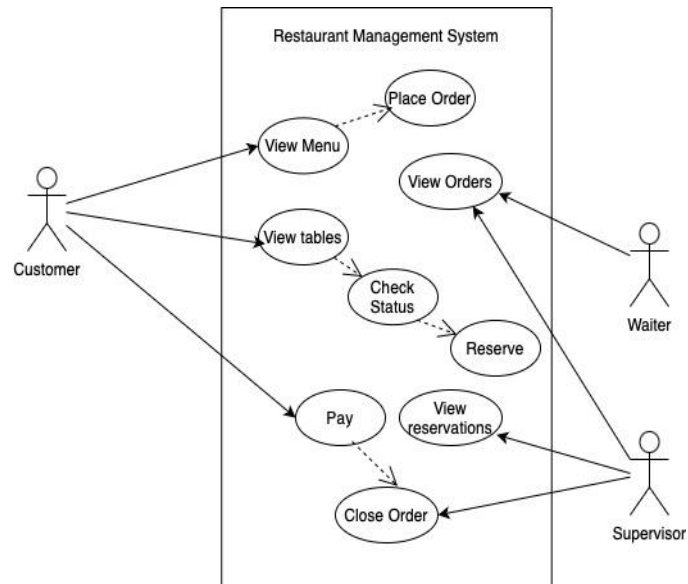 Restaurant Management System
Place Order
View Menu
View Orders
Customer
View tables
Check
Status
Waiter
Reserve
Pay
View
reservations
Close Order
Supervisor